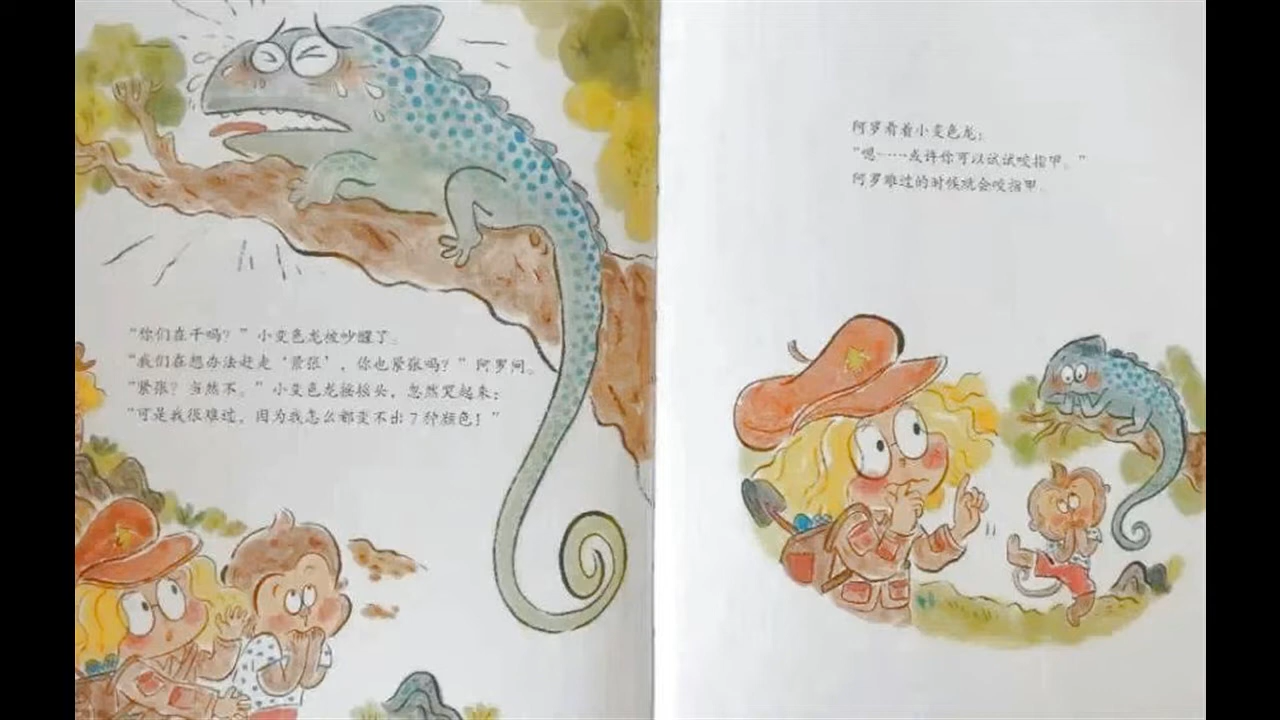 “你们在干吗？”小变色龙被吵醒了。
“我们在想办法赶走‘紧张’，你也紧张吗？”阿罗问。
“紧张？当然不。”小变色龙摇摇头，忽然哭起来：
“可是我很难过，因为我怎么都变不出7种颜色！”
阿罗看着小变色龙：
“嗯……或许你可以试试咬指甲。”
阿罗难过的时候就会咬指甲。